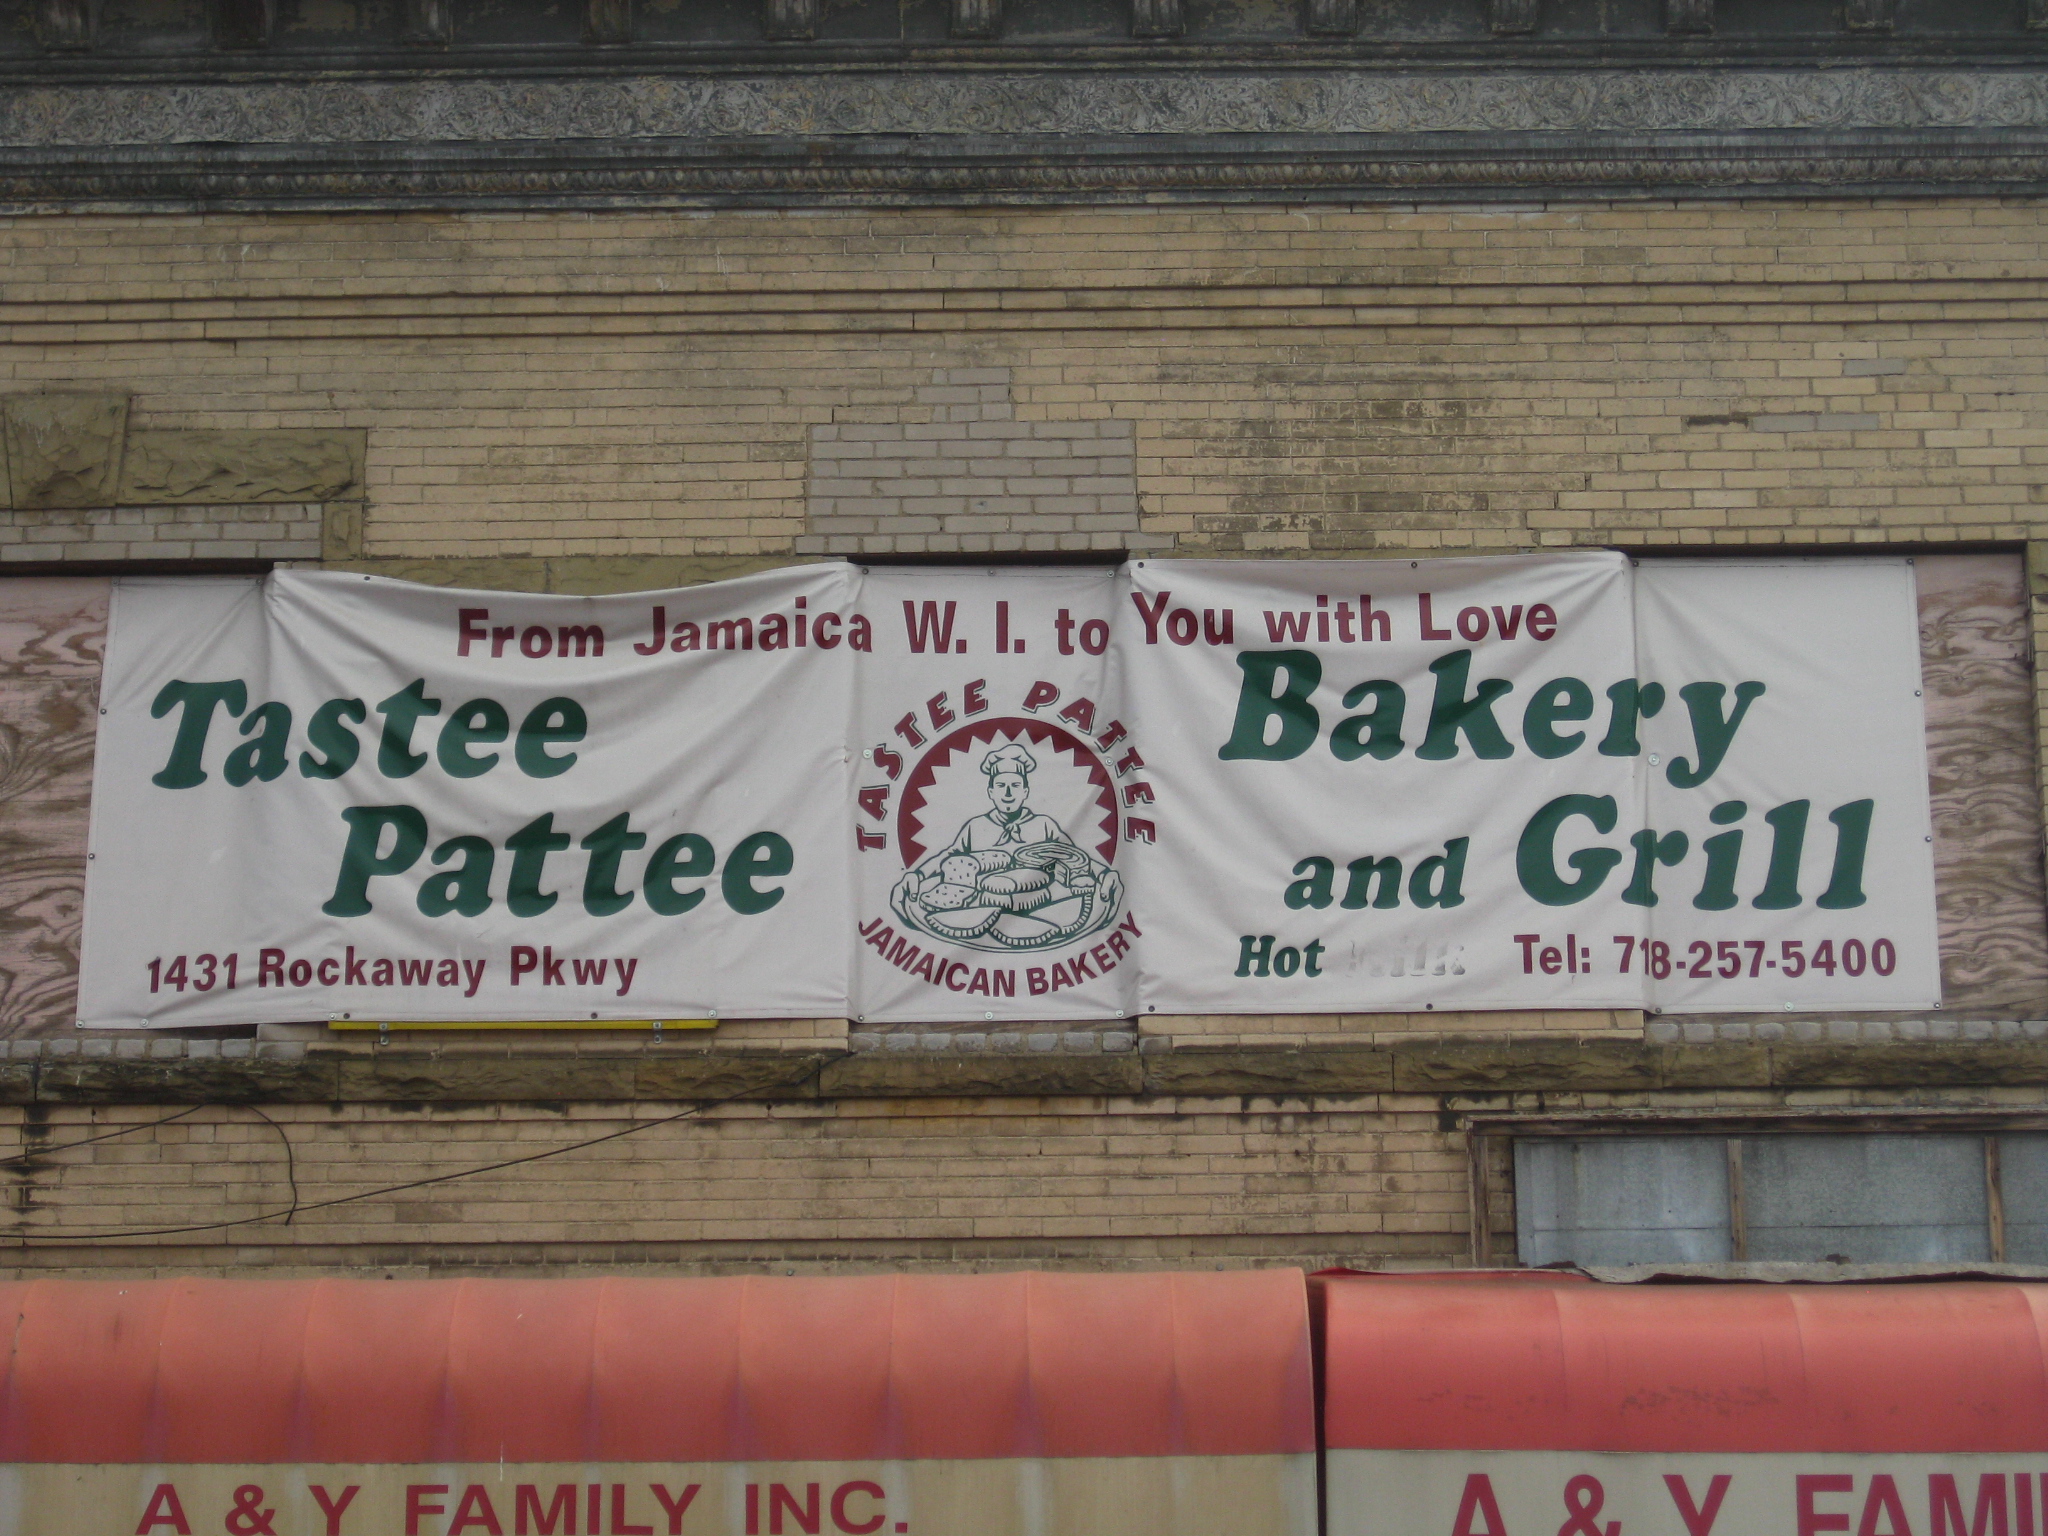 From Jamaica W. I. to You with Love
Tastee
Pattee
1431 Rockaway Pkwy
TASTEE PATTEE
JAMAICAN BAKERY
Bakery
and Grill
Hot
Tel: 718-257-5400
A & Y FAMILY INC.
A & Y FAMI